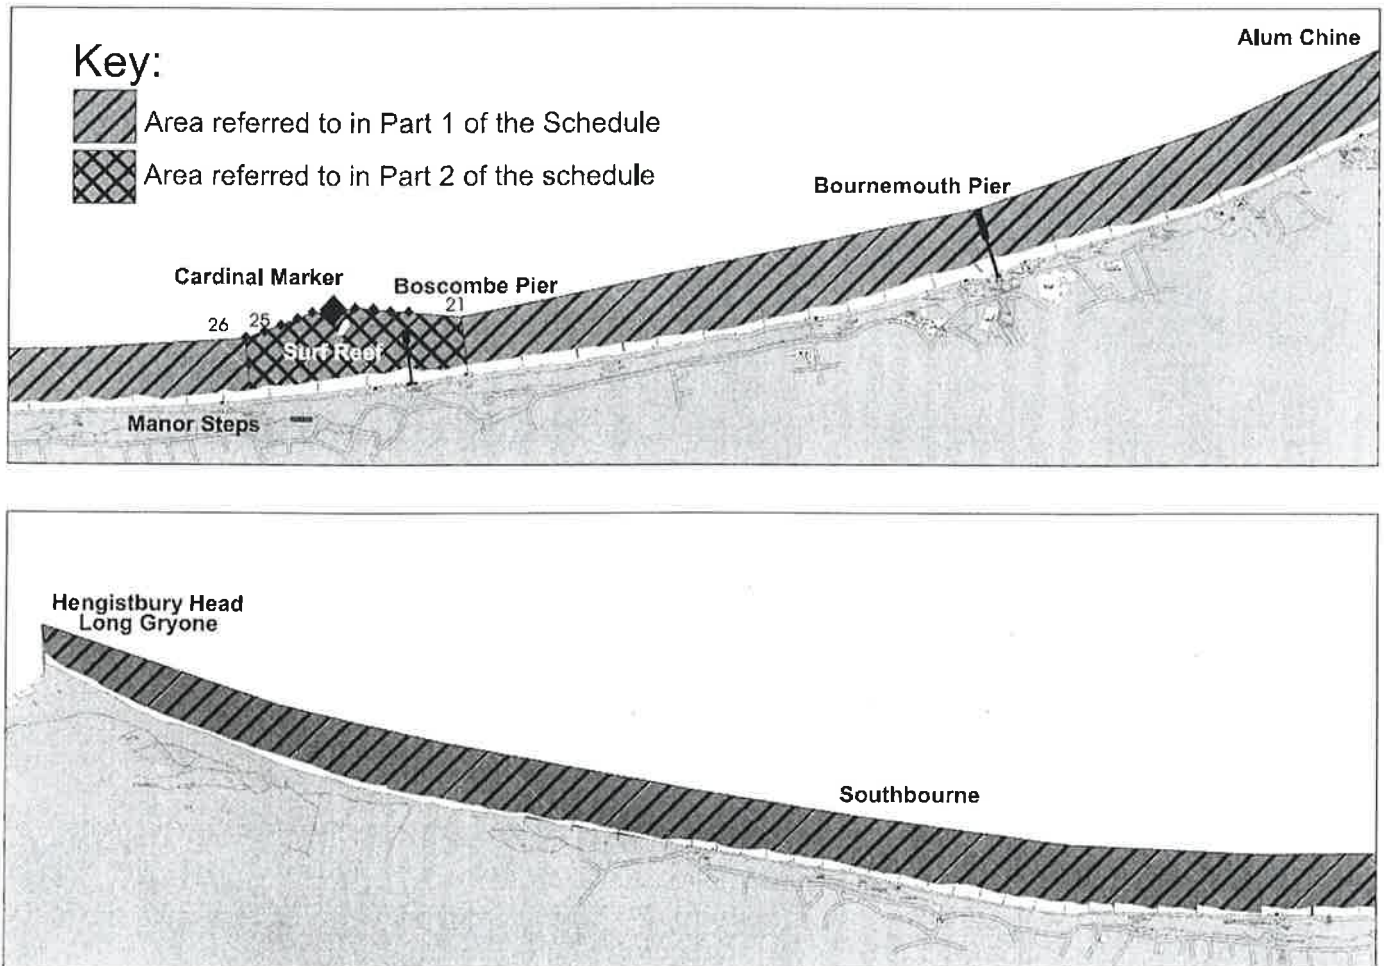 Key:
Area referred to in Part 1 of the Schedule
Area referred to in Part 2 of the schedule
Alum Chine
Bournemouth Pier
Cardinal Marker
Boscombe Pier
21
26
25
Surf Reef
Manor Steps
Hengistbury Head
Long Gryone
Southbourne